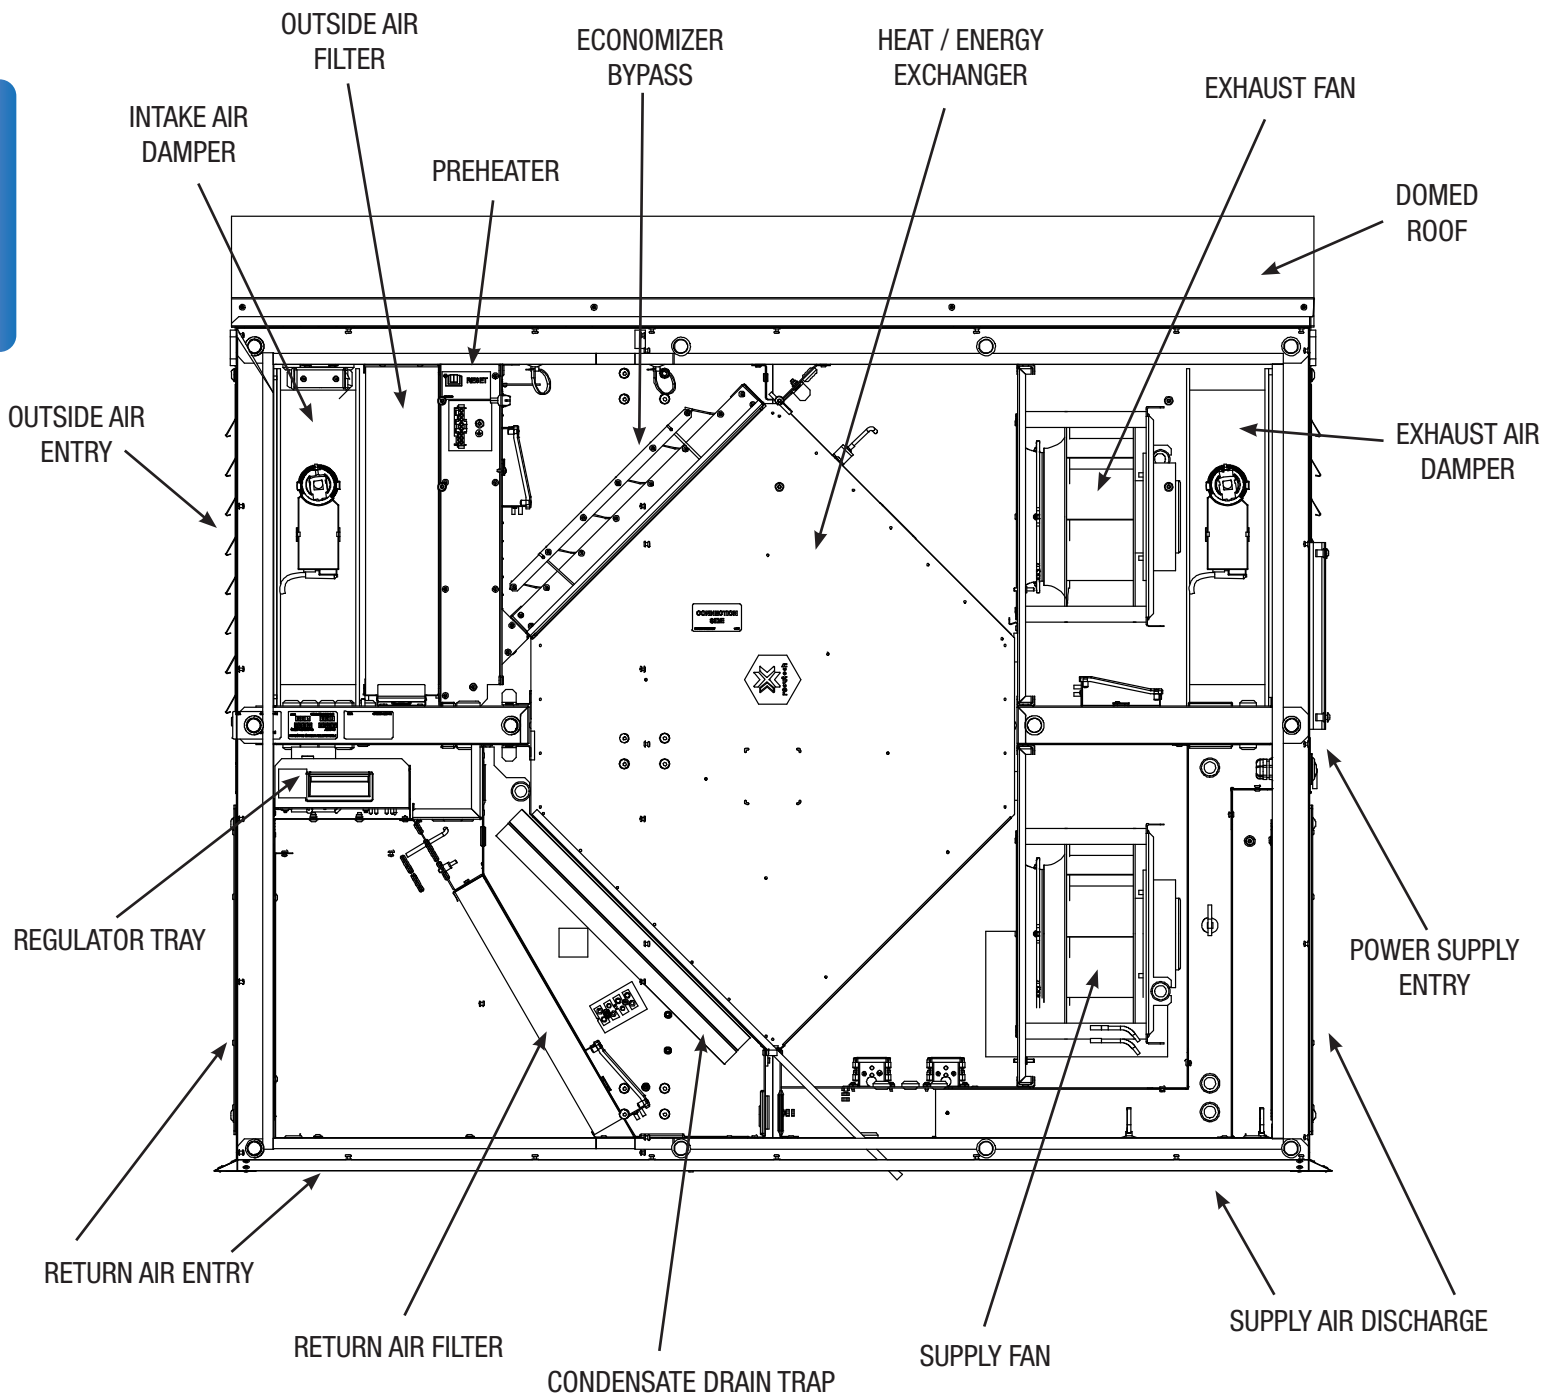 OUTSIDE AIR
FILTER
ECONOMIZER
BYPASS
HEAT / ENERGY
EXCHANGER
EXHAUST FAN
INTAKE AIR
DAMPER
PREHEATER
DOMED
ROOF
RESET
OUTSIDE AIR
ENTRY
EXHAUST AIR
DAMPER
CONNECTION
SIDE
REGULATOR TRAY
POWER SUPPLY
ENTRY
RETURN AIR ENTRY
SUPPLY AIR DISCHARGE
RETURN AIR FILTER
SUPPLY FAN
CONDENSATE DRAIN TRAP